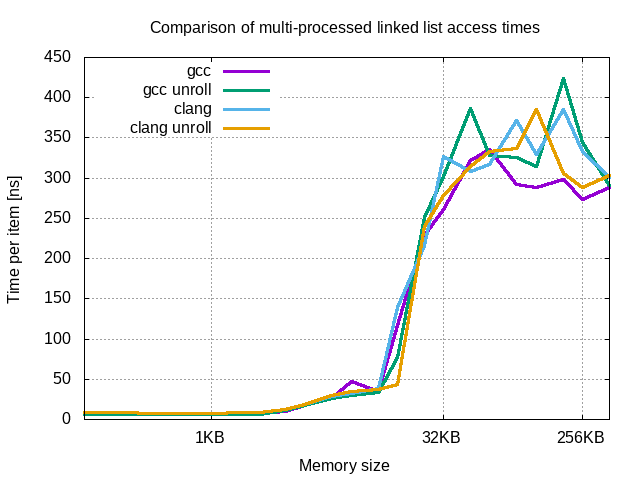 Comparison of multi-processed linked list access times
450
400
350
300
250
200
150
100
50
0
Time per item [ns]
gcc
gcc unroll
clang
clang unroll
1KB 32KB 256KB
Memory size